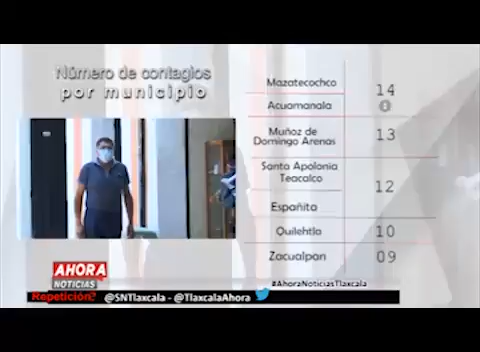 Número de contagios
por municipio
Mazatecochco
14
Acuamanala
Muñoz de
Domingo Arenas
13
Santa Apolonia
Teacalco
12
Españita
Quilehtla
10
Zacualpan
09
#AhoraNoticiasTlaxcala
AHORA
NOTICIAS
Repetición? @SNTlaxcala - @TlaxcalaAhora